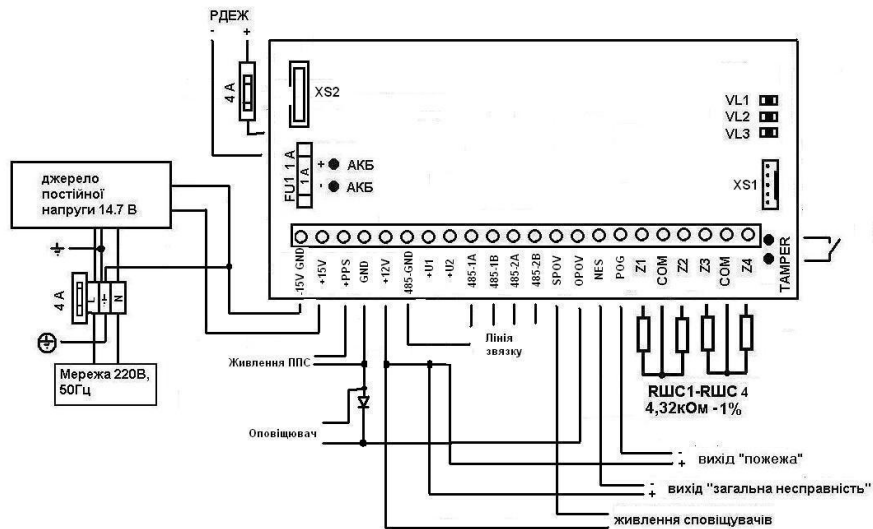 РДЕЖ
- +
4 А
XS2
VL1
VL2
VL3
FU1 1 А
1 А
+ АКБ
- АКБ
XS1
джерело
постійної
напруги 14.7 В
-15V GND
+15V
+PPS
GND
+12V
485-GND
+U1
+U2
485-1A
485-1B
485-2A
485-2B
SPOV
OPOV
NES
POG
Z1
COM
Z2
Z3
COM
Z4
TAMPER
4 А
L
N
Мережа 220В,
50Гц
Живлення ППС
Лінія
звязку
RШС1-RШС 4
4,32кОм -1%
Оповіщювач
-
+
вихід "пожежа"
-
+
вихід "загальна несправність"
живлення сповіщувачів